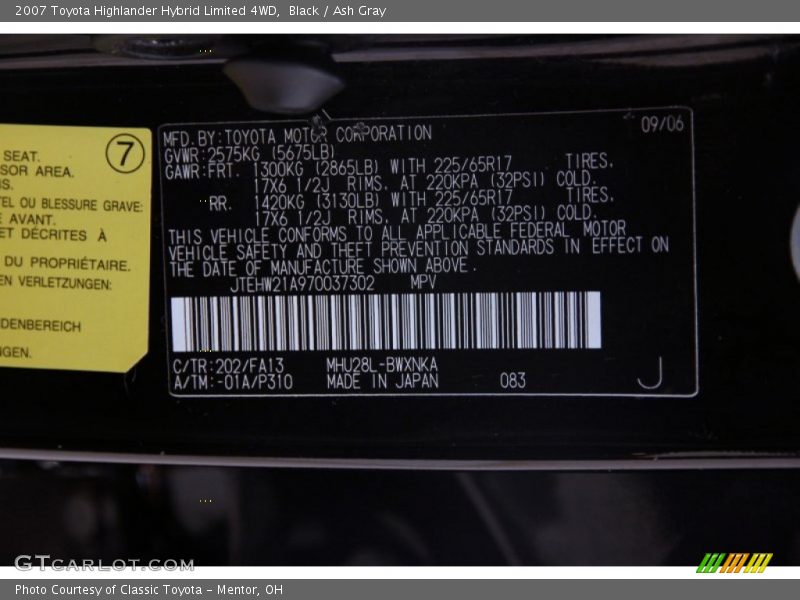 2007 Toyota Highlander Hybrid Limited 4WD, Black / Ash Gray
7
SEAT.
SOR AREA.
S.
TEL OU BLESSURE GRAVE:
AVANT.
ET DÉCRITES À
DU PROPRIÉTAIRE.
EN VERLETZUNGEN:
DENBEREICH
GEN.
09/06
MFD.BY:TOYOTA MOTOR CORPORATION
GVWR:2575KG (5675LB)
GAWR:FRT. 1300KG (2865LB) WITH 225/65R17 TIRES.
17X6 1/2J RIMS. AT 220KPA (32PSI) COLD.
RR. 1420KG (3130LB) WITH 225/65R17 TIRES.
17X6 1/2J RIMS. AT 220KPA (32PSI) COLD.
THIS VEHICLE CONFORMS TO ALL APPLICABLE FEDERAL MOTOR
VEHICLE SAFETY AND THEFT PREVENTION STANDARDS IN EFFECT ON
THE DATE OF MANUFACTURE SHOWN ABOVE.
JTEHW21A970037302 MPV
C/TR:202/FA13 MHU28L-BWXNKA
A/TM:-01A/P310 MADE IN JAPAN 083 J
GTCARLOT.COM
Photo Courtesy of Classic Toyota - Mentor, OH